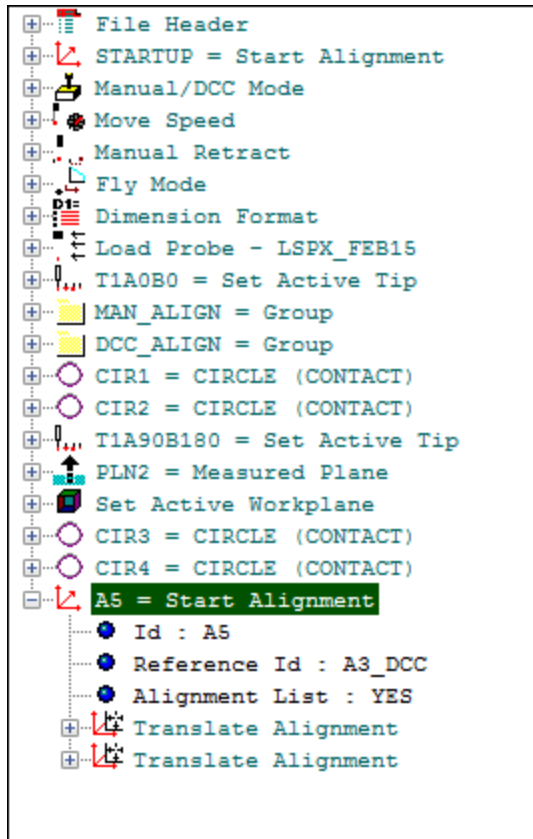 File Header
STARTUP = Start Alignment
Manual/DCC Mode
Move Speed
Manual Retract
Fly Mode
D1=
Dimension Format
Load Probe - LSPX_FEB15
T1A0B0 = Set Active Tip
MAN_ALIGN = Group
DCC_ALIGN = Group
CIR1 = CIRCLE (CONTACT)
CIR2 = CIRCLE (CONTACT)
T1A90B180 = Set Active Tip
PLN2 = Measured Plane
Set Active Workplane
CIR3 = CIRCLE (CONTACT)
CIR4 = CIRCLE (CONTACT)
A5 = Start Alignment
Id : A5
Reference Id : A3_DCC
Alignment List : YES
Translate Alignment
Translate Alignment